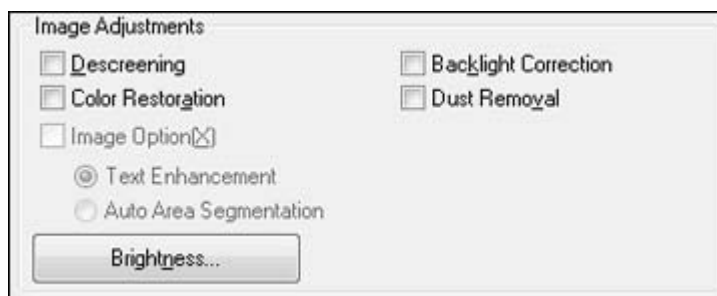 Image Adjustments
Descreening
Backlight Correction
Color Restoration
Dust Removal
Image Option(X)
Text Enhancement
Auto Area Segmentation
Brightness...